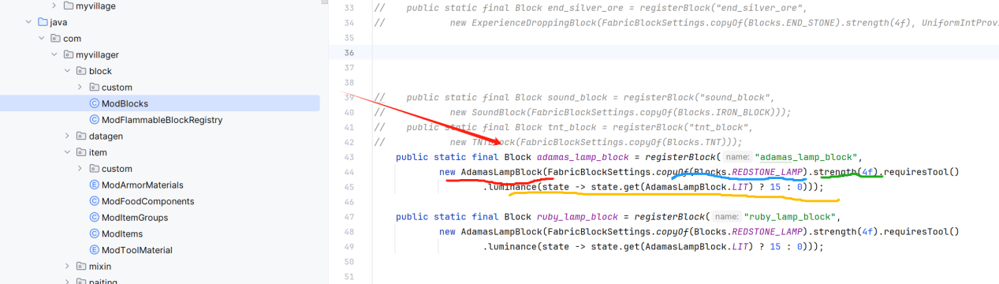 myvillage
java
com
myvillager
block
custom
ModBlocks
ModFlammableBlockRegistry
datagen
item
custom
ModArmorMaterials
ModFoodComponents
ModItemGroups
ModItems
ModToolMaterial
mixin
paiting
33 // public static final Block end_silver_ore = registerBlock("end_silver_ore",
34 // new ExperienceDroppingBlock(FabricBlockSettings.copyOf(Blocks.END_STONE).strength(4f), UniformIntProvi
35
36
37
38
39 // public static final Block sound_block = registerBlock("sound_block",
40 // new SoundBlock(FabricBlockSettings.copyOf(Blocks.IRON_BLOCK)));
41 // public static final Block tnt_block = registerBlock("tnt_block",
42 // new TNTBlock(FabricBlockSettings.copyOf(Blocks.TNT)));
43 public static final Block adamas_lamp_block = registerBlock( name: "adamas_lamp_block",
44 new AdamasLampBlock(FabricBlockSettings.copyOf(Blocks.REDSTONE_LAMP).strength(4f).requiresTool()
45 .luminance(state -> state.get(AdamasLampBlock.LIT) ? 15 : 0)));
46
47 public static final Block ruby_lamp_block = registerBlock( name: "ruby_lamp_block",
48 new AdamasLampBlock(FabricBlockSettings.copyOf(Blocks.REDSTONE_LAMP).strength(4f).requiresTool()
49 .luminance(state -> state.get(AdamasLampBlock.LIT) ? 15 : 0)));
50
51